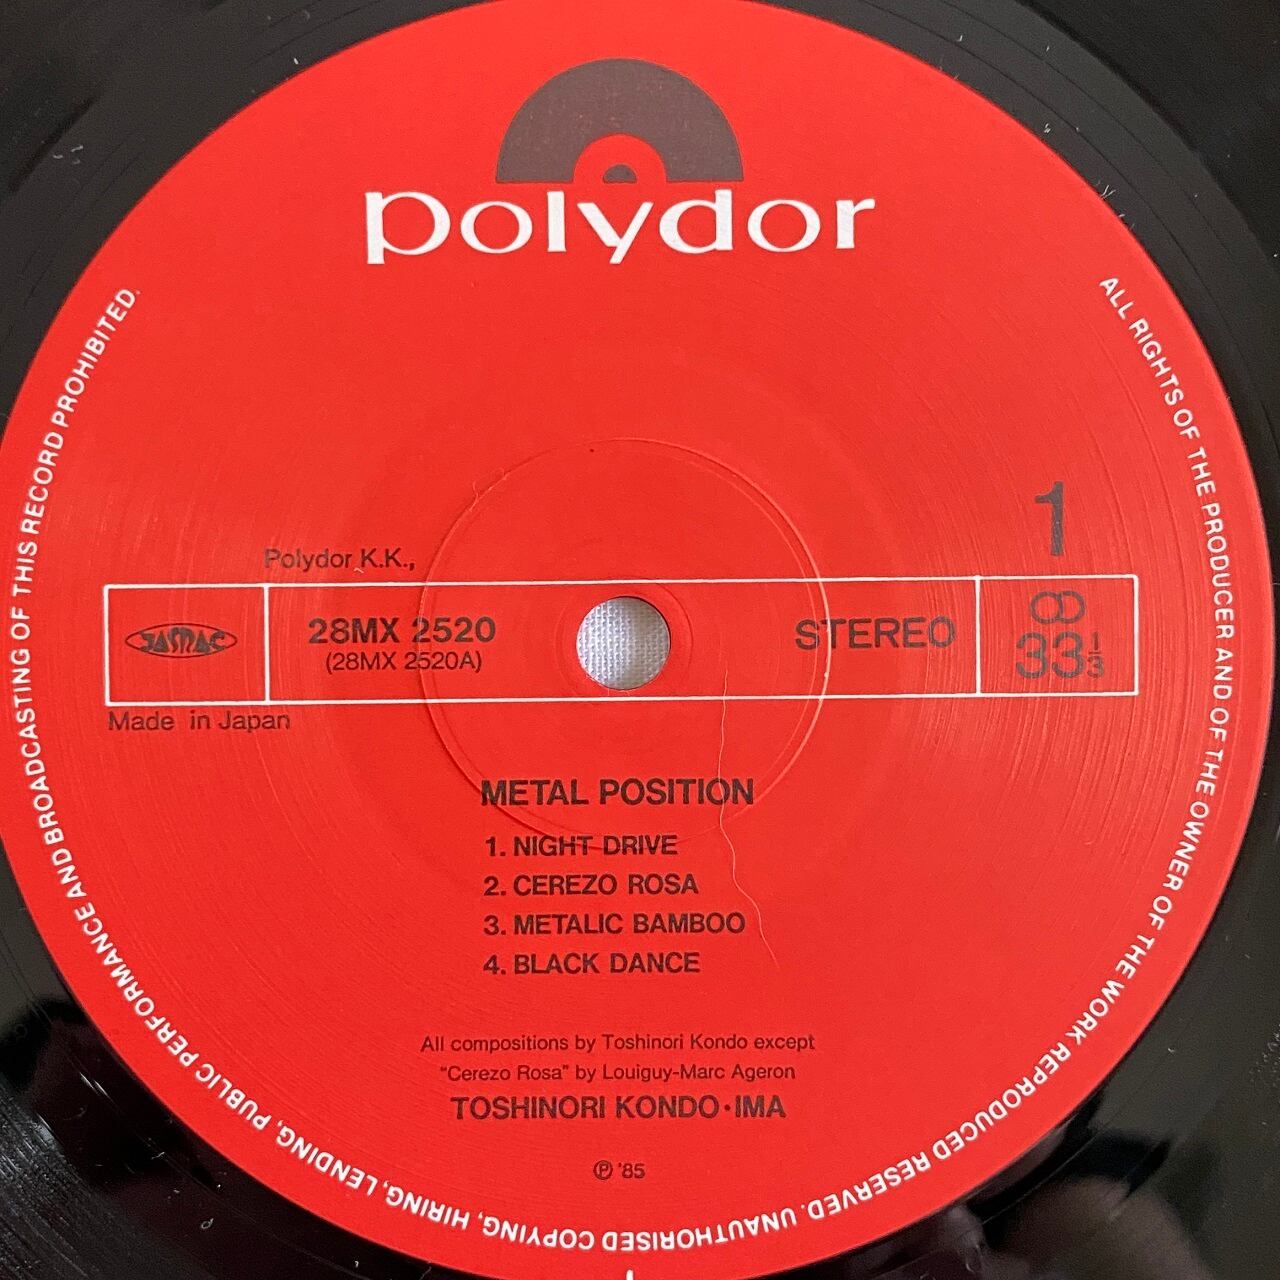 polydor
1
Polydor K.K.,
JASRAC
28MX 2520
(28MX 2520A)
STEREO
33 1/3
Made in Japan
METAL POSITION
1. NIGHT DRIVE
2. CEREZO ROSA
3. METALIC BAMBOO
4. BLACK DANCE
All compositions by Toshinori Kondo except
"Cerezo Rosa" by Louiguy-Marc Ageron
TOSHINORI KONDO·IMA
℗ '85
ALL RIGHTS OF THE PRODUCER AND OF THE OWNER OF THE WORK REPRODUCED RESERVED. UNAUTHORISED COPYING, HIRING, LENDING, PUBLIC PERFORMANCE AND BROADCASTING OF THIS RECORD PROHIBITED.